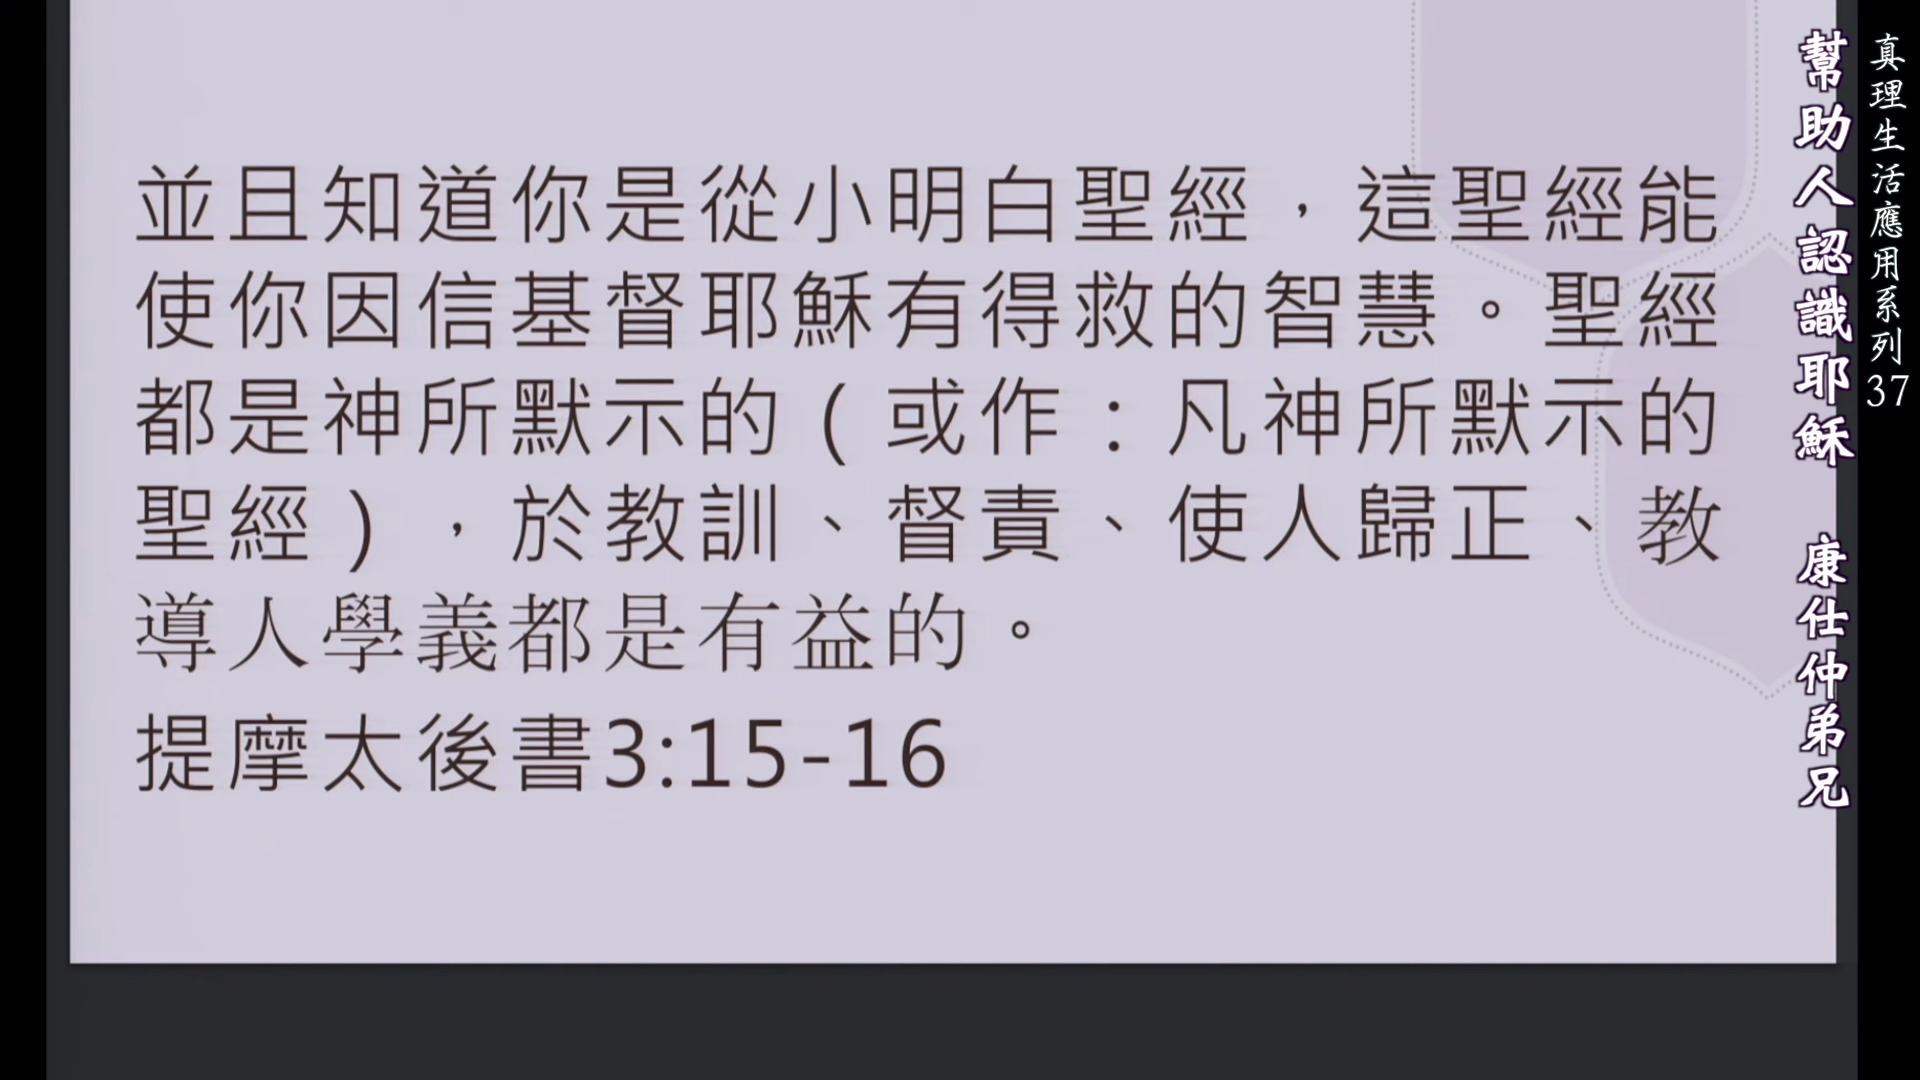 並且知道你是從小明白聖經，這聖經能
使你因信基督耶穌有得救的智慧。聖經
都是神所默示的（或作：凡神所默示的
聖經），於教訓、督責、使人歸正、教
導人學義都是有益的。
提摩太後書3:15-16
幫助人認識耶穌 康仕仲弟兄
真理生活應用系列37